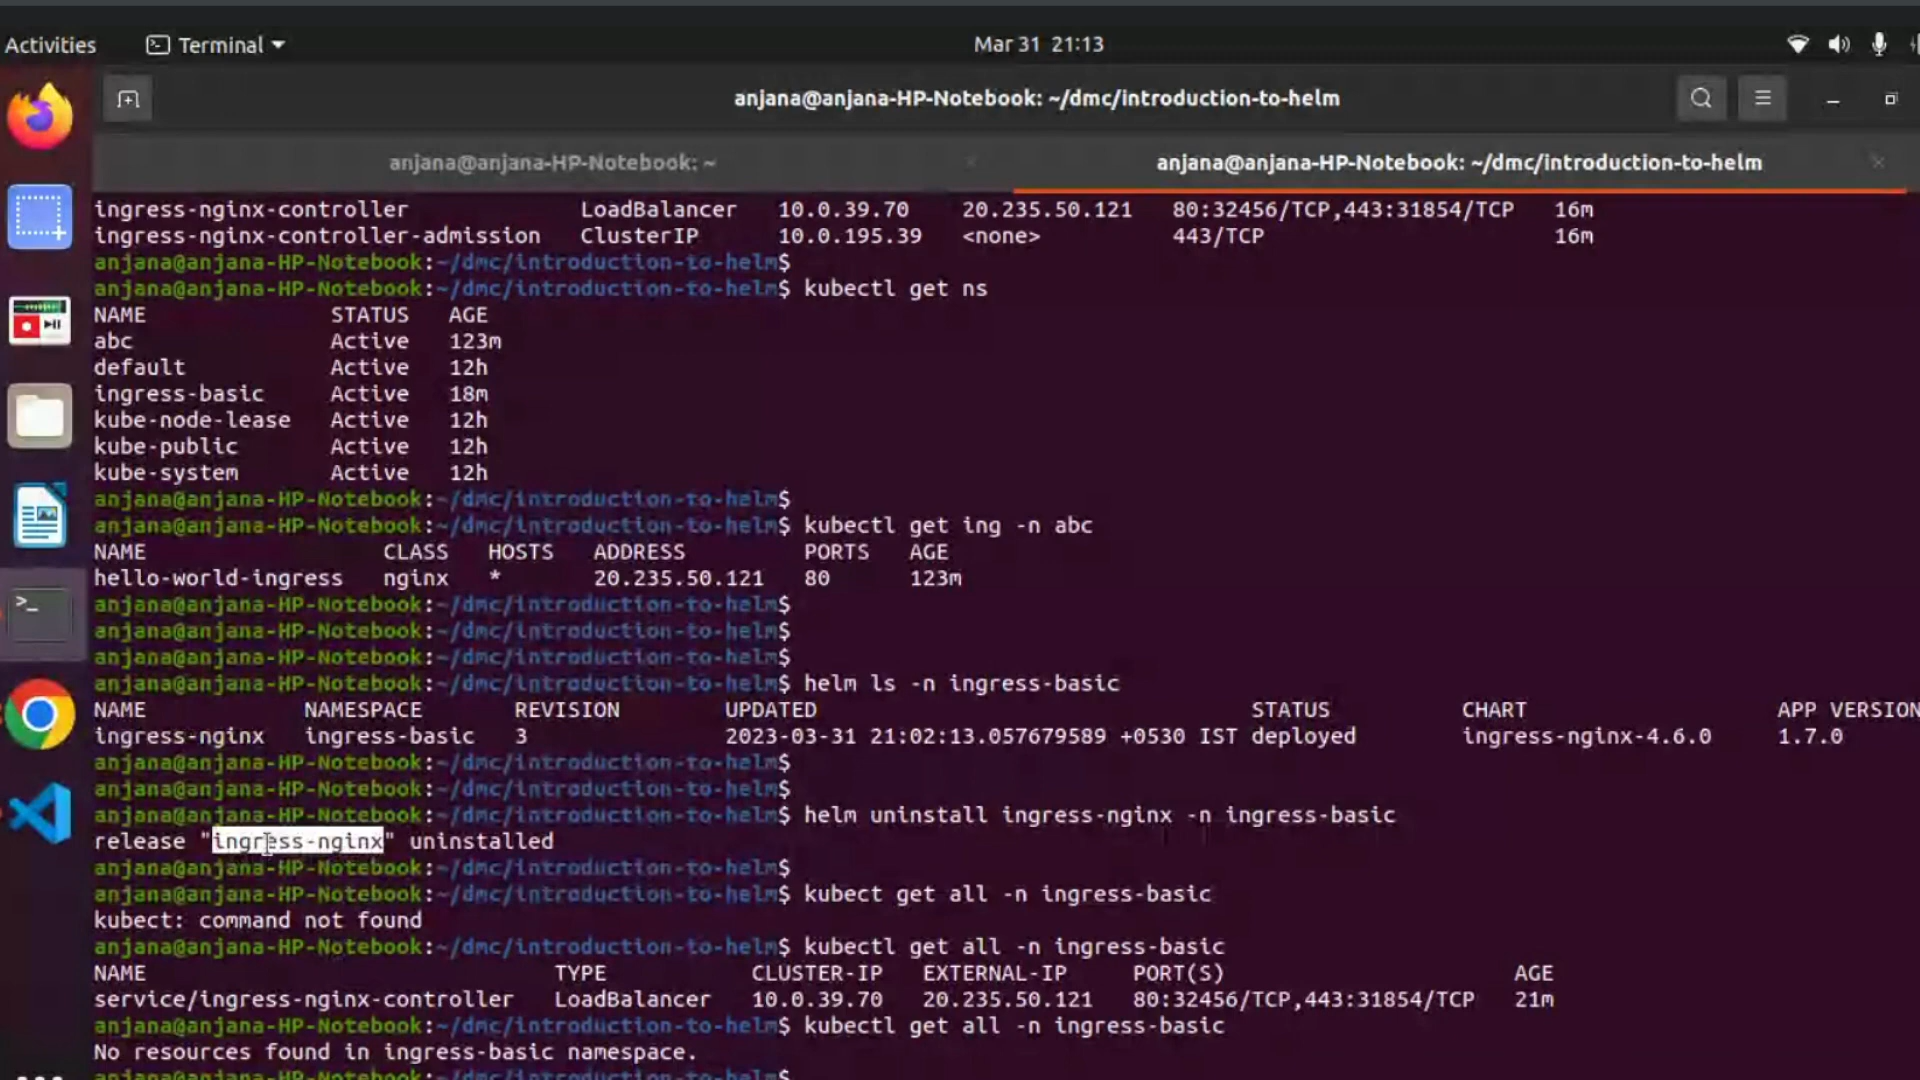 Activities
Terminal
Mar 31 21:13
anjana@anjana-HP-Notebook: ~/dmc/introduction-to-helm
anjana@anjana-HP-Notebook: ~
anjana@anjana-HP-Notebook: ~/dmc/introduction-to-helm
ingress-nginx-controller LoadBalancer 10.0.39.70 20.235.50.121 80:32456/TCP,443:31854/TCP 16m
ingress-nginx-controller-admission ClusterIP 10.0.195.39 <none> 443/TCP 16m
anjana@anjana-HP-Notebook:~/dmc/introduction-to-helm$
anjana@anjana-HP-Notebook:~/dmc/introduction-to-helm$ kubectl get ns
NAME STATUS AGE
abc Active 123m
default Active 12h
ingress-basic Active 18m
kube-node-lease Active 12h
kube-public Active 12h
kube-system Active 12h
anjana@anjana-HP-Notebook:~/dmc/introduction-to-helm$
anjana@anjana-HP-Notebook:~/dmc/introduction-to-helm$ kubectl get ing -n abc
NAME CLASS HOSTS ADDRESS PORTS AGE
hello-world-ingress nginx * 20.235.50.121 80 123m
anjana@anjana-HP-Notebook:~/dmc/introduction-to-helm$
anjana@anjana-HP-Notebook:~/dmc/introduction-to-helm$
anjana@anjana-HP-Notebook:~/dmc/introduction-to-helm$
anjana@anjana-HP-Notebook:~/dmc/introduction-to-helm$ helm ls -n ingress-basic
NAME NAMESPACE REVISION UPDATED STATUS CHART APP VERSION
ingress-nginx ingress-basic 3 2023-03-31 21:02:13.057679589 +0530 IST deployed ingress-nginx-4.6.0 1.7.0
anjana@anjana-HP-Notebook:~/dmc/introduction-to-helm$
anjana@anjana-HP-Notebook:~/dmc/introduction-to-helm$
anjana@anjana-HP-Notebook:~/dmc/introduction-to-helm$ helm uninstall ingress-nginx -n ingress-basic
release "ingress-nginx" uninstalled
anjana@anjana-HP-Notebook:~/dmc/introduction-to-helm$
anjana@anjana-HP-Notebook:~/dmc/introduction-to-helm$ kubect get all -n ingress-basic
kubect: command not found
anjana@anjana-HP-Notebook:~/dmc/introduction-to-helm$ kubectl get all -n ingress-basic
NAME TYPE CLUSTER-IP EXTERNAL-IP PORT(S) AGE
service/ingress-nginx-controller LoadBalancer 10.0.39.70 20.235.50.121 80:32456/TCP,443:31854/TCP 21m
anjana@anjana-HP-Notebook:~/dmc/introduction-to-helm$ kubectl get all -n ingress-basic
No resources found in ingress-basic namespace.
anjana@anjana-HP-Notebook:~/dmc/introduction-to-helm$